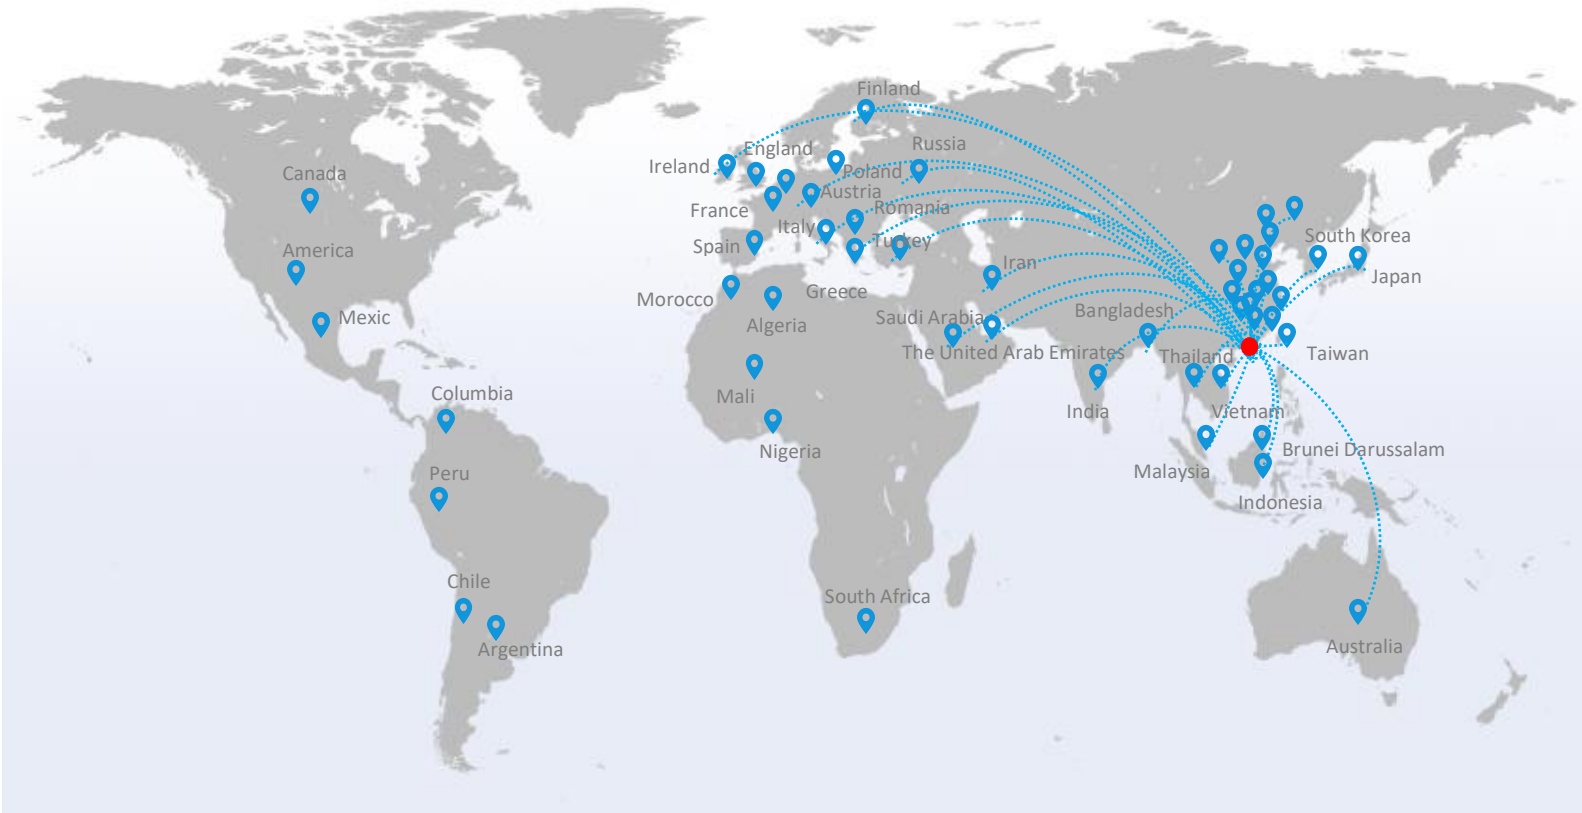 Finland
Russia
England
Ireland
Poland
Canada
Austria
France
Romania
Italy
South Korea
Spain
Turkey
America
Iran
Japan
Greece
Morocco
Bangladesh
Saudi Arabia
Mexic
Algeria
The United Arab Emirates
Thailand
Taiwan
Columbia
Mali
India
Vietnam
Nigeria
Brunei Darussalam
Malaysia
Peru
Indonesia
Chile
South Africa
Argentina
Australia